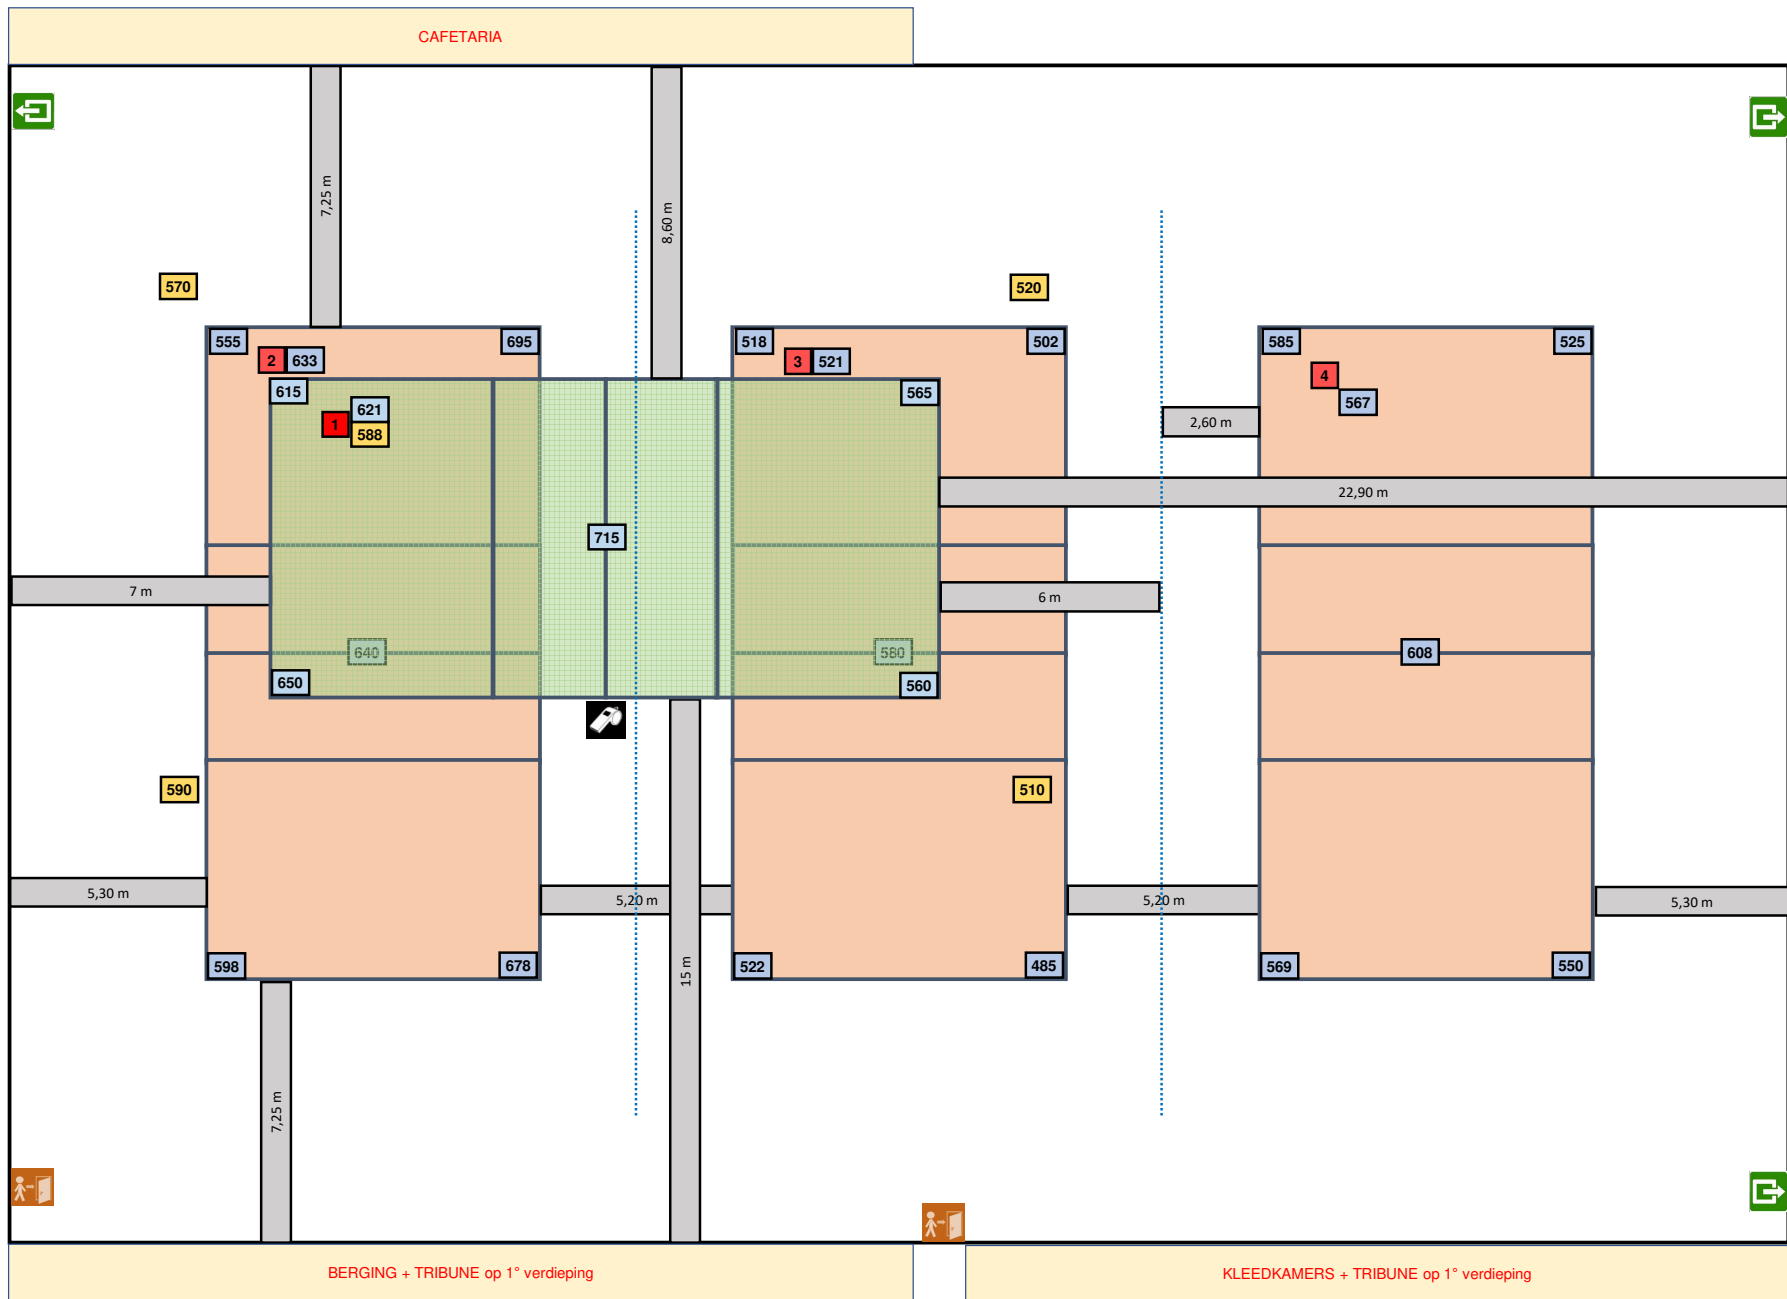 CAFETARIA
7,25 m
8,60 m
570
520
555
695
518
502
585
525
2
633
3
521
4
615
565
567
621
1
588
2,60 m
22,90 m
715
7 m
6 m
640
580
608
650
560
590
510
5,30 m
5,20 m
5,20 m
5,30 m
15 m
598
678
522
485
569
550
7,25 m
BERGING + TRIBUNE op 1° verdieping
KLEEDKAMERS + TRIBUNE op 1° verdieping